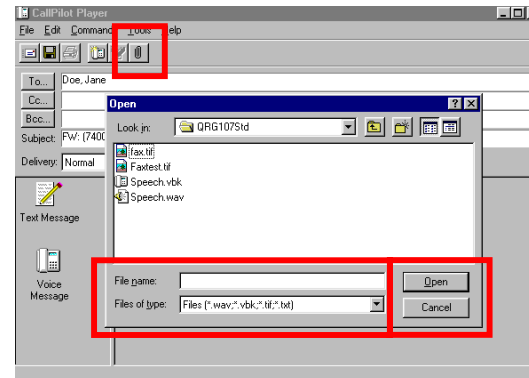 CallPilot Player
File Edit Command Tools Help
To... Doe, Jane
Cc...
Bcc...
Subject: FW: (7400
Delivery: Normal
Text Message
Voice
Message
Open
Look in: QRG107Std
fax.tif
Faxtest.tif
Speech.vbk
Speech.wav
File name:
Open
Files of type: Files (*.wav;*.vbk;*.tif;*.txt)
Cancel